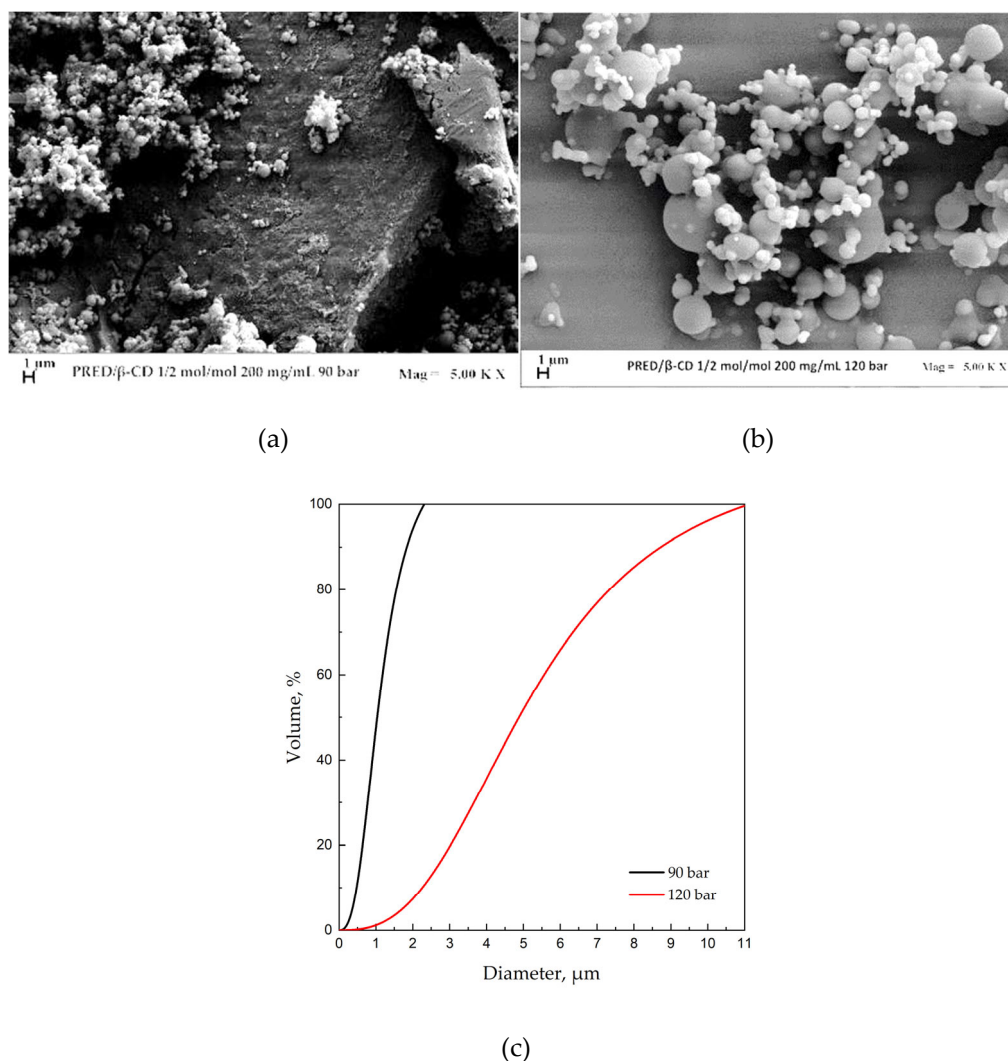 1 μm PRED/β-CD 1/2 mol/mol 200 mg/mL 90 bar Mag = 5.00 K X
1 μm PRED/β-CD 1/2 mol/mol 200 mg/mL 120 bar Mag = 5.00 K X
(a)
(b)
100
80
60
40
20
0
Volume, %
90 bar
120 bar
0 1 2 3 4 5 6 7 8 9 10 11
Diameter, μm
(c)